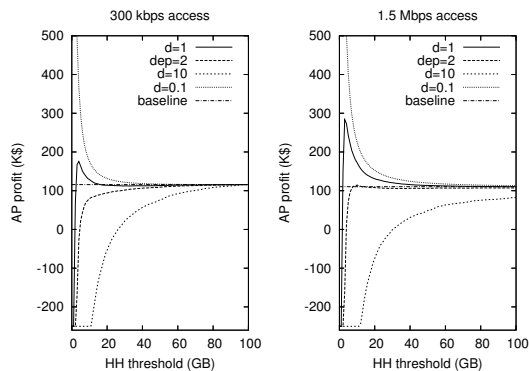 300 kbps access
AP profit (K$)
500
400
300
200
100
0
-100
-200
d=1
dep=2
d=10
d=0.1
baseline
0 20 40 60 80 100
HH threshold (GB)
1.5 Mbps access
AP profit (K$)
500
400
300
200
100
0
-100
-200
d=1
dep=2
d=10
d=0.1
baseline
0 20 40 60 80 100
HH threshold (GB)